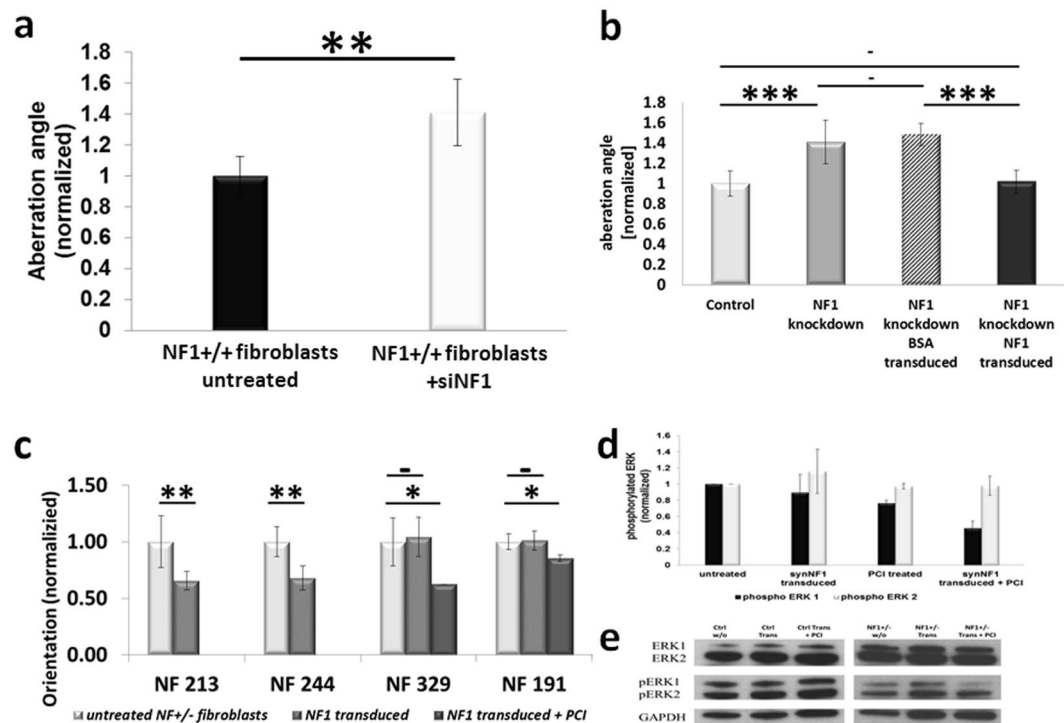 a
**
1.8
1.6
1.4
1.2
1
0.8
0.6
0.4
0.2
0
Aberration angle
(normalized)
NF1+/+ fibroblasts
untreated
NF1+/+ fibroblasts
+siNF1
b
-
-
***
***
1.8
1.6
1.4
1.2
1
0.8
0.6
0.4
0.2
0
aberation angle
[normalized]
Control
NF1
knockdown
NF1
knockdown
BSA
transduced
NF1
knockdown
NF1
transduced
c
1.50
1.00
0.50
0.00
Orientation (normalizied)
**
**
-
*
-
*
NF 213
NF 244
NF 329
NF 191
untreated NF+/- fibroblasts
NF1 transduced
NF1 transduced + PCI
d
1.6
1.4
1.2
1
0.8
0.6
0.4
0.2
0
phosphorylated ERK
(normalized)
untreated
synNF1
transduced
PCI treated
synNF1
transduced + PCI
phospho ERK 1
phospho ERK 2
e
Ctrl
w/o
Ctrl
Trans
Ctrl Trans
+ PCI
NF1+/-
w/o
NF1+/-
Trans
NF1+/-
Trans + PCI
ERK1
ERK2
pERK1
pERK2
GAPDH